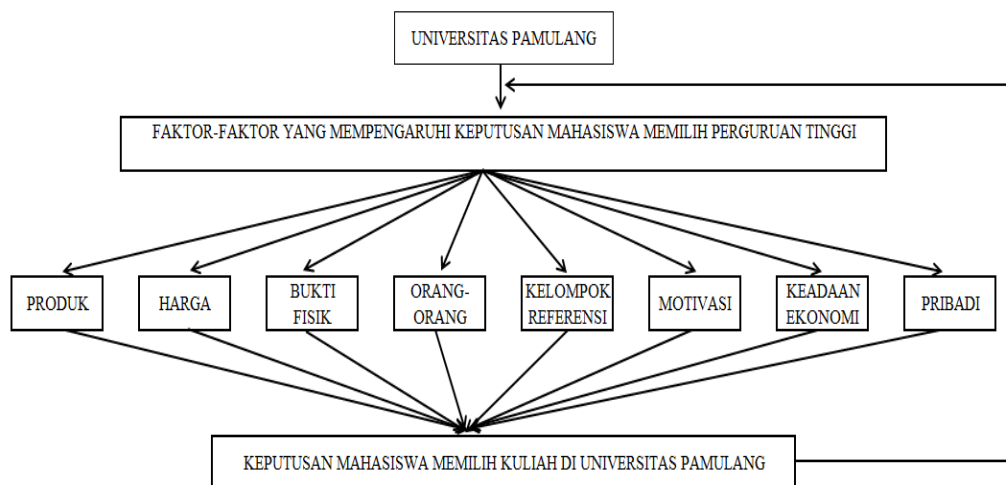 UNIVERSITAS PAMULANG
FAKTOR-FAKTOR YANG MEMPENGARUHI KEPUTUSAN MAHASISWA MEMILIH PERGURUAN TINGGI
PRODUK
HARGA
BUKTI
FISIK
ORANG-
ORANG
KELOMPOK
REFERENSI
MOTIVASI
KEADAAN
EKONOMI
PRIBADI
KEPUTUSAN MAHASISWA MEMILIH KULIAH DI UNIVERSITAS PAMULANG